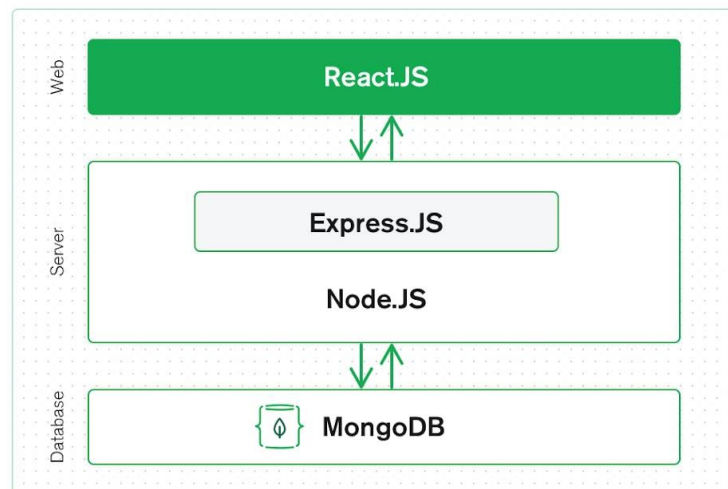 Web
React.JS
Server
Express.JS
Node.JS
Database
MongoDB